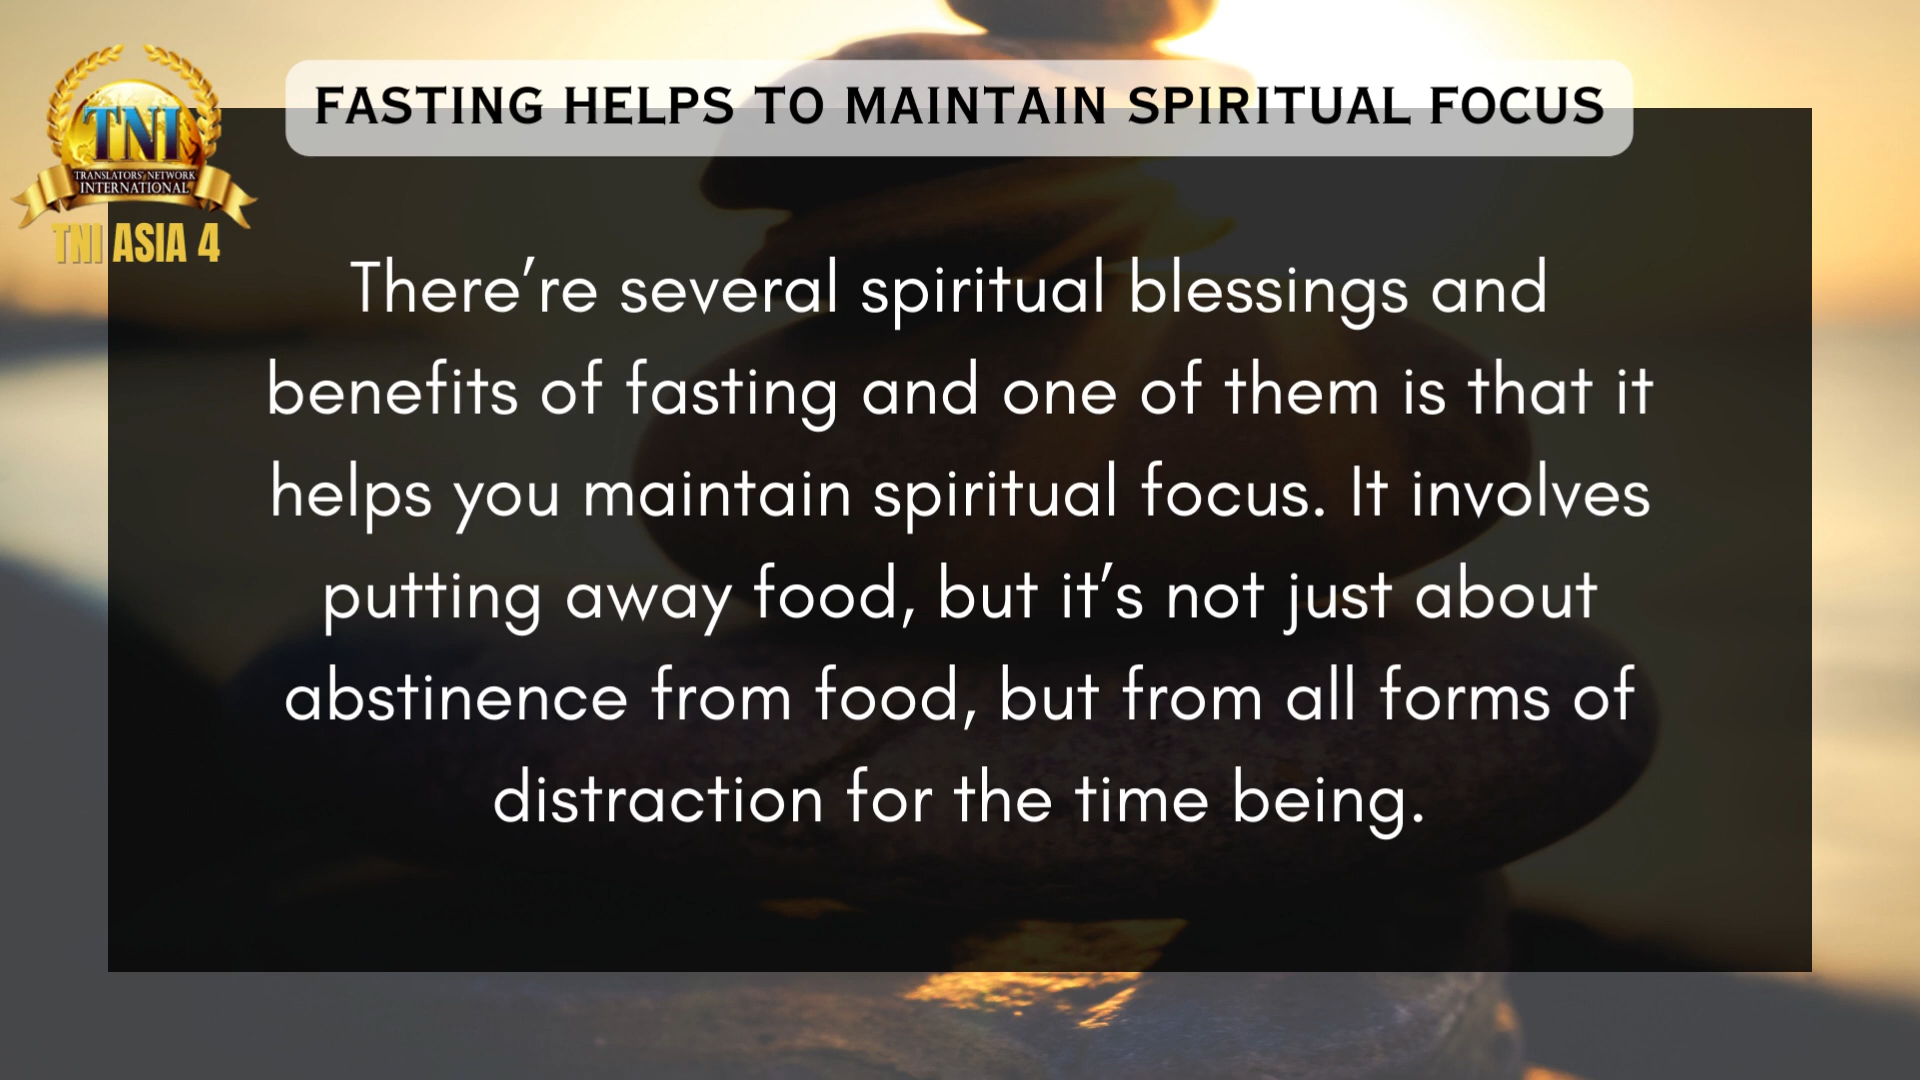 FASTING HELPS TO MAINTAIN SPIRITUAL FOCUS
TNI
TRANSLATORS' NETWORK
INTERNATIONAL
TNI ASIA 4
There’re several spiritual blessings and
benefits of fasting and one of them is that it
helps you maintain spiritual focus. It involves
putting away food, but it’s not just about
abstinence from food, but from all forms of
distraction for the time being.